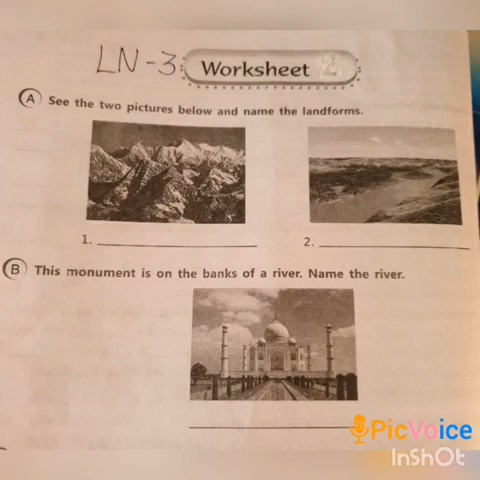 LN-3:
Worksheet 2
A See the two pictures below and name the landforms.
1.
2.
B This monument is on the banks of a river. Name the river.
PicVoice
InShOt